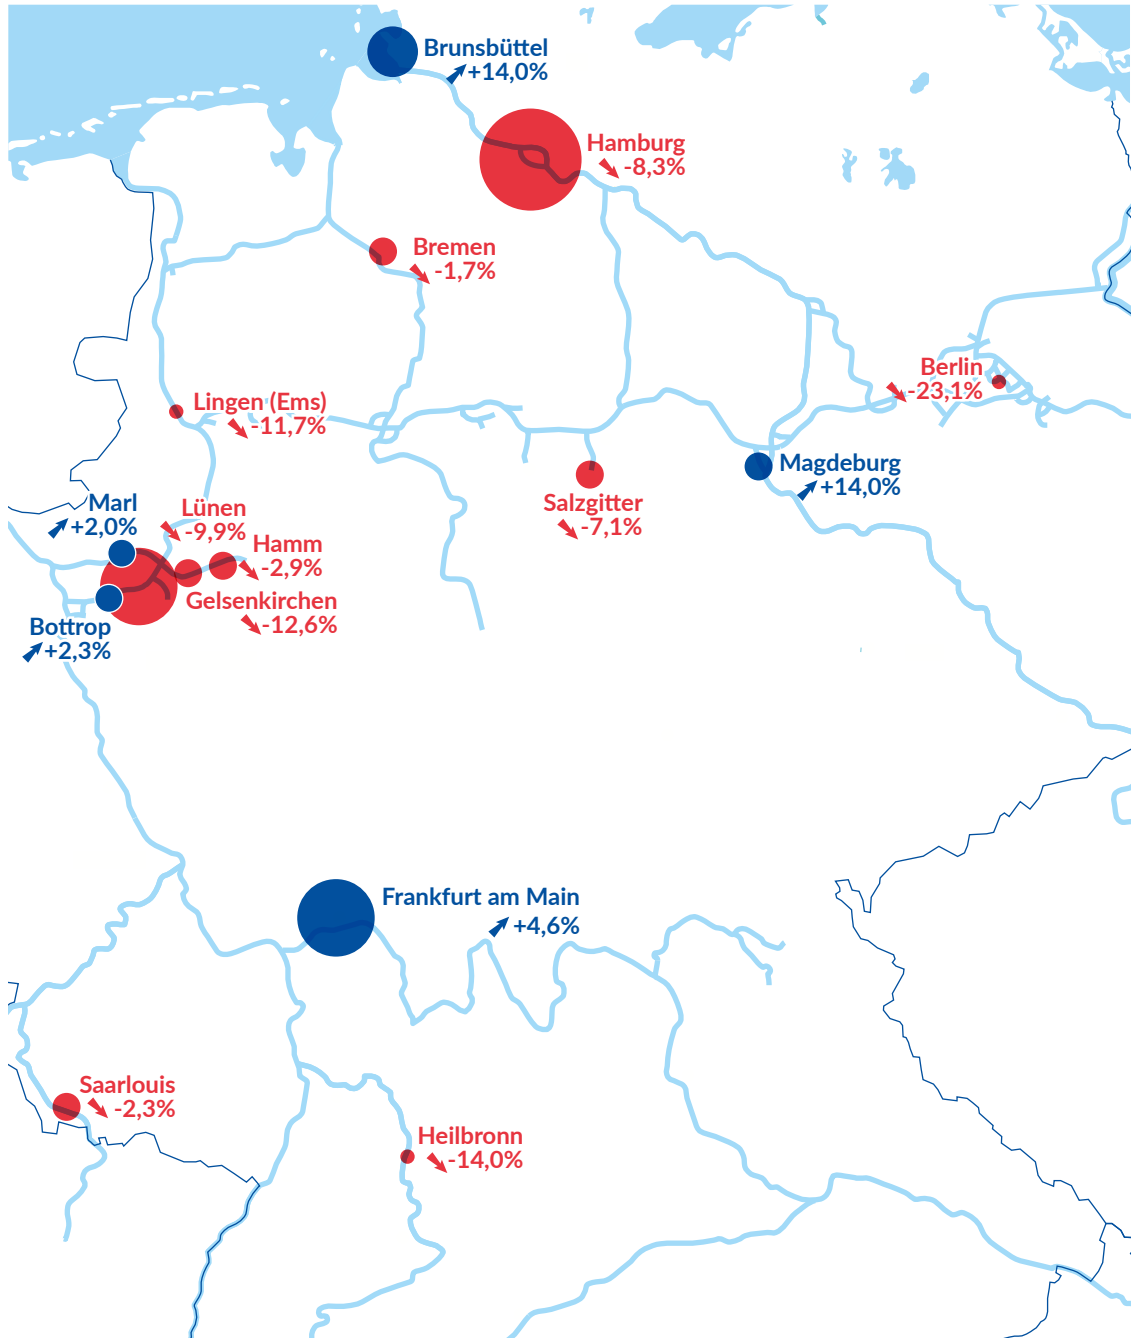 Brunsbüttel
+14,0%
Hamburg
-8,3%
Bremen
-1,7%
Berlin
-23,1%
Lingen (Ems)
-11,7%
Magdeburg
+14,0%
Salzgitter
-7,1%
Marl
+2,0%
Lünen
-9,9%
Hamm
-2,9%
Gelsenkirchen
-12,6%
Bottrop
+2,3%
Frankfurt am Main
+4,6%
Saarlouis
-2,3%
Heilbronn
-14,0%